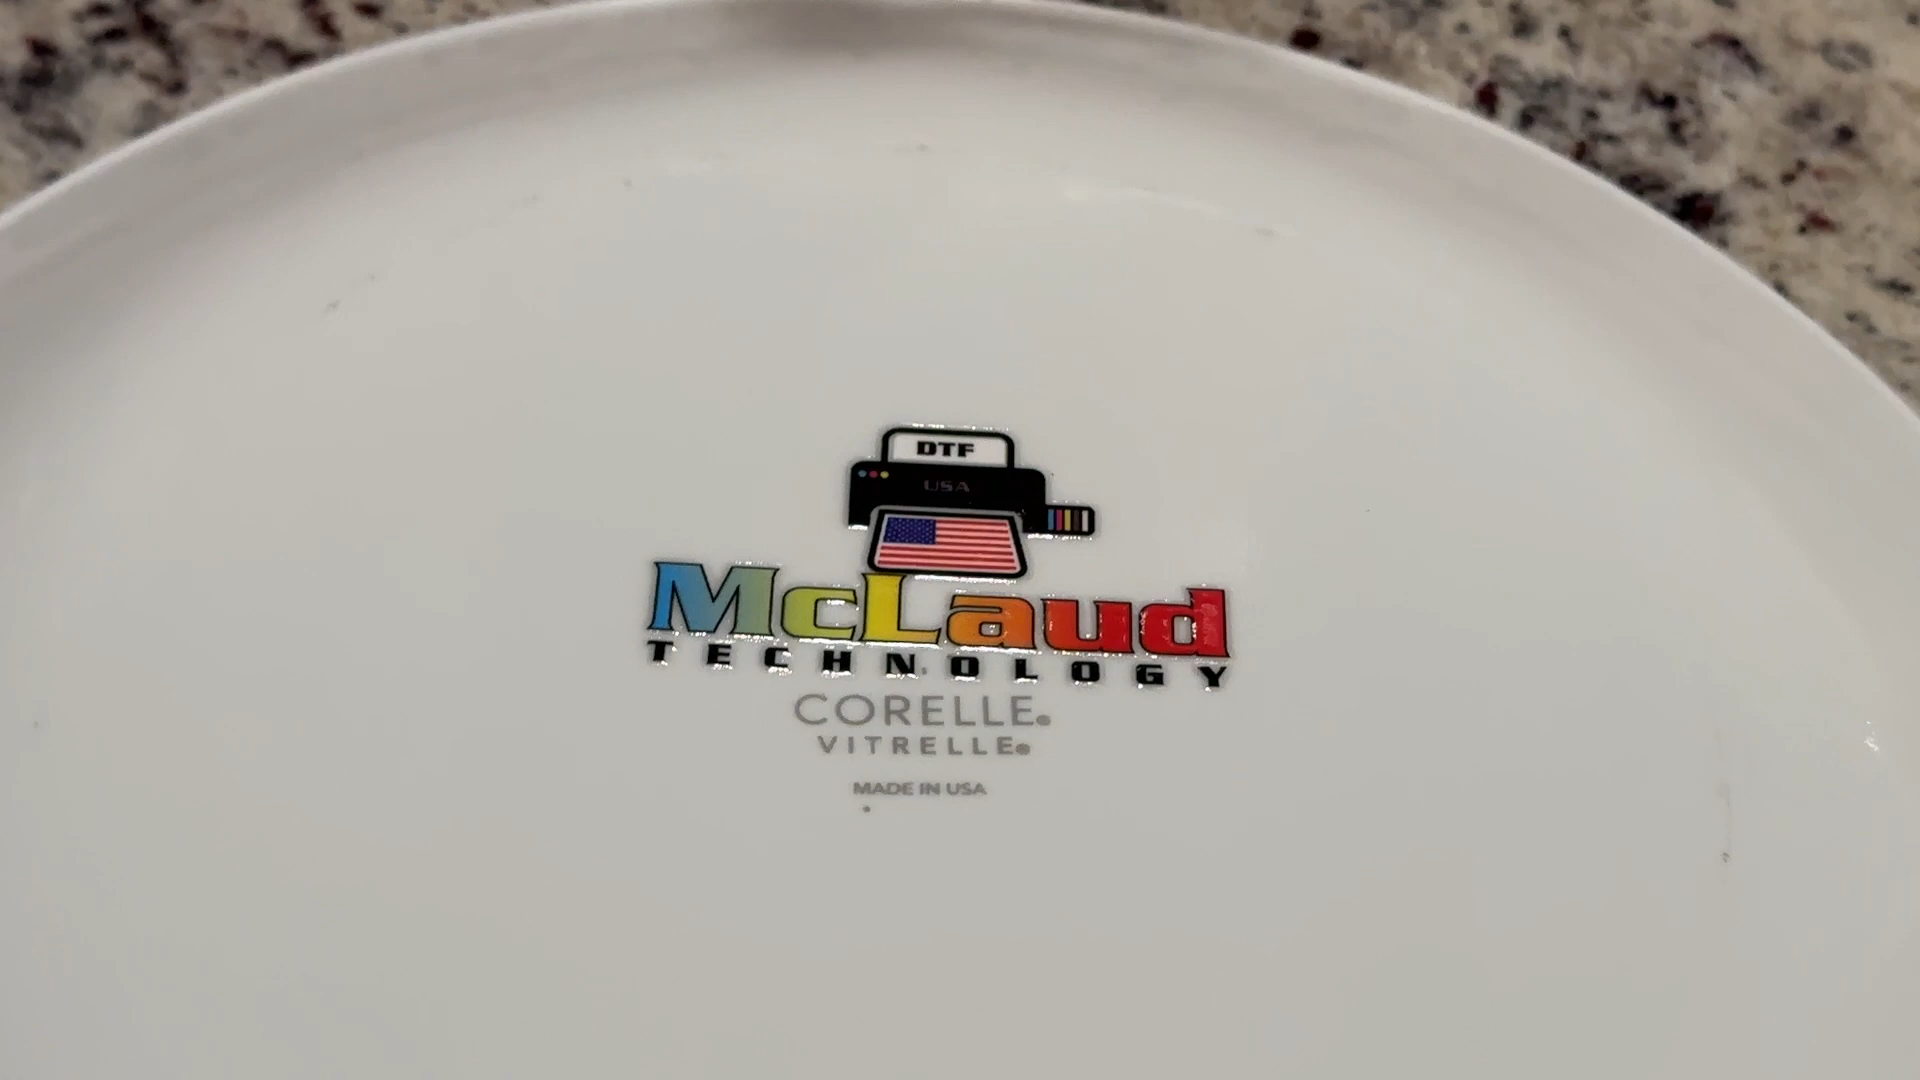 DTF
USA
McLaud
TECHNOLOGY
CORELLE®
VITRELLE®
MADE IN USA